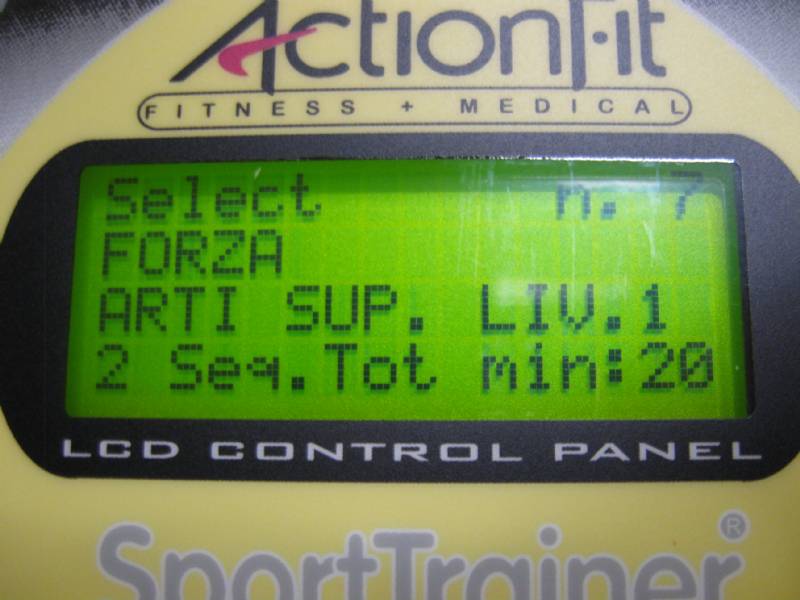 ActionFit
FITNESS + MEDICAL
Select n. 7
FORZA
ARTI SUP. LIV.1
2 Seq.Tot min:20
LCD CONTROL PANEL
SportTrainer®